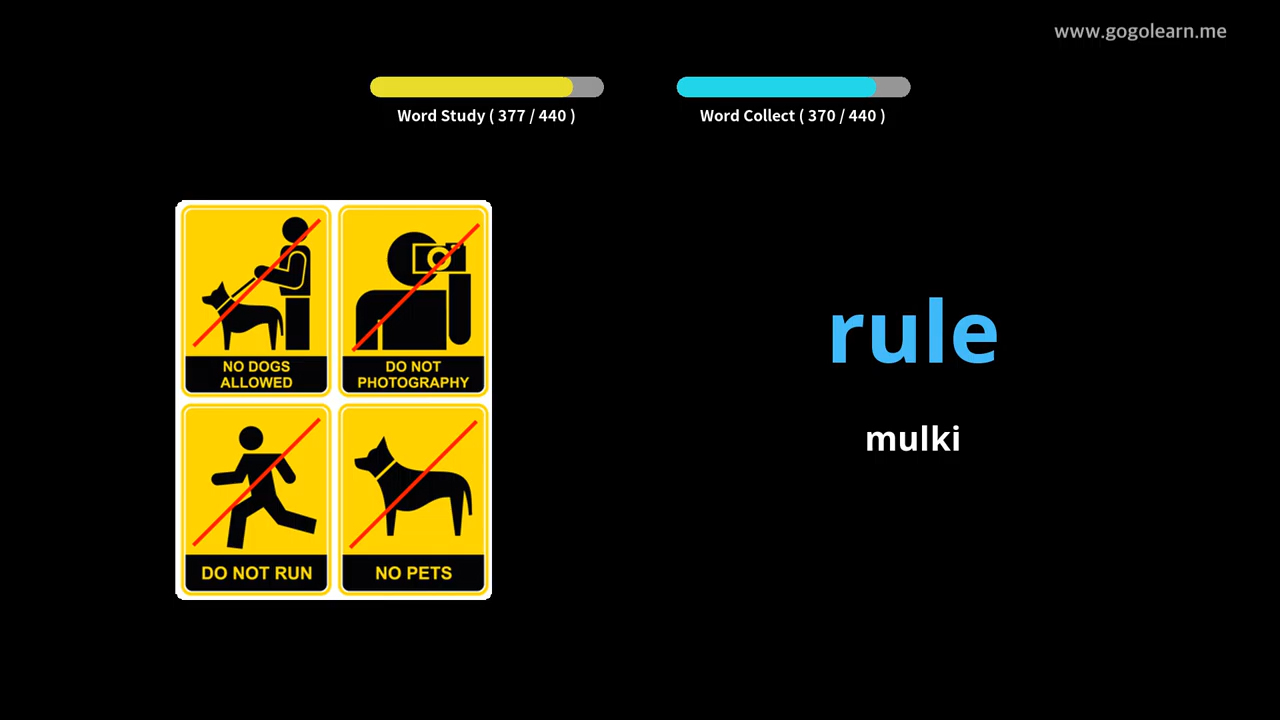 www.gogolearn.me
Word Study ( 377 / 440 )
Word Collect ( 370 / 440 )
NO DOGS
ALLOWED
DO NOT
PHOTOGRAPHY
DO NOT RUN
NO PETS
rule
mulki